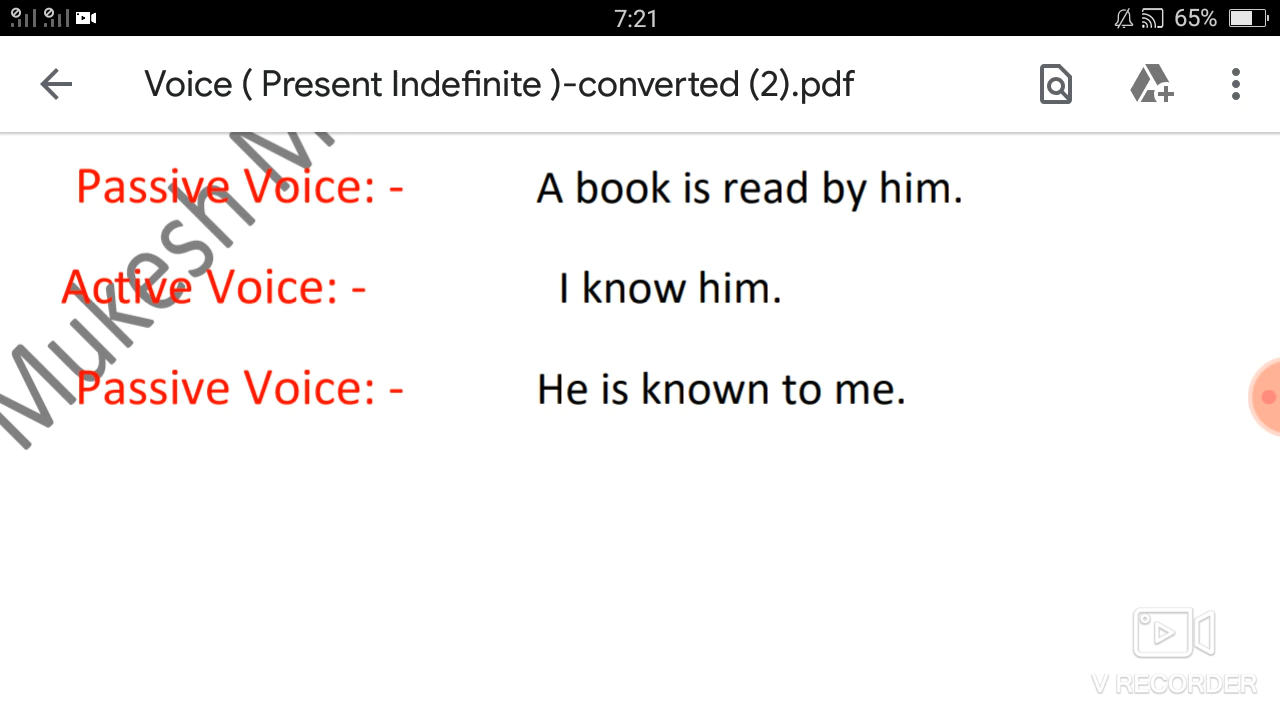 7:21 65%
Voice ( Present Indefinite )-converted (2).pdf
Passive Voice: - A book is read by him.
Active Voice: - I know him.
Passive Voice: - He is known to me.
Mukesh
V RECORDER